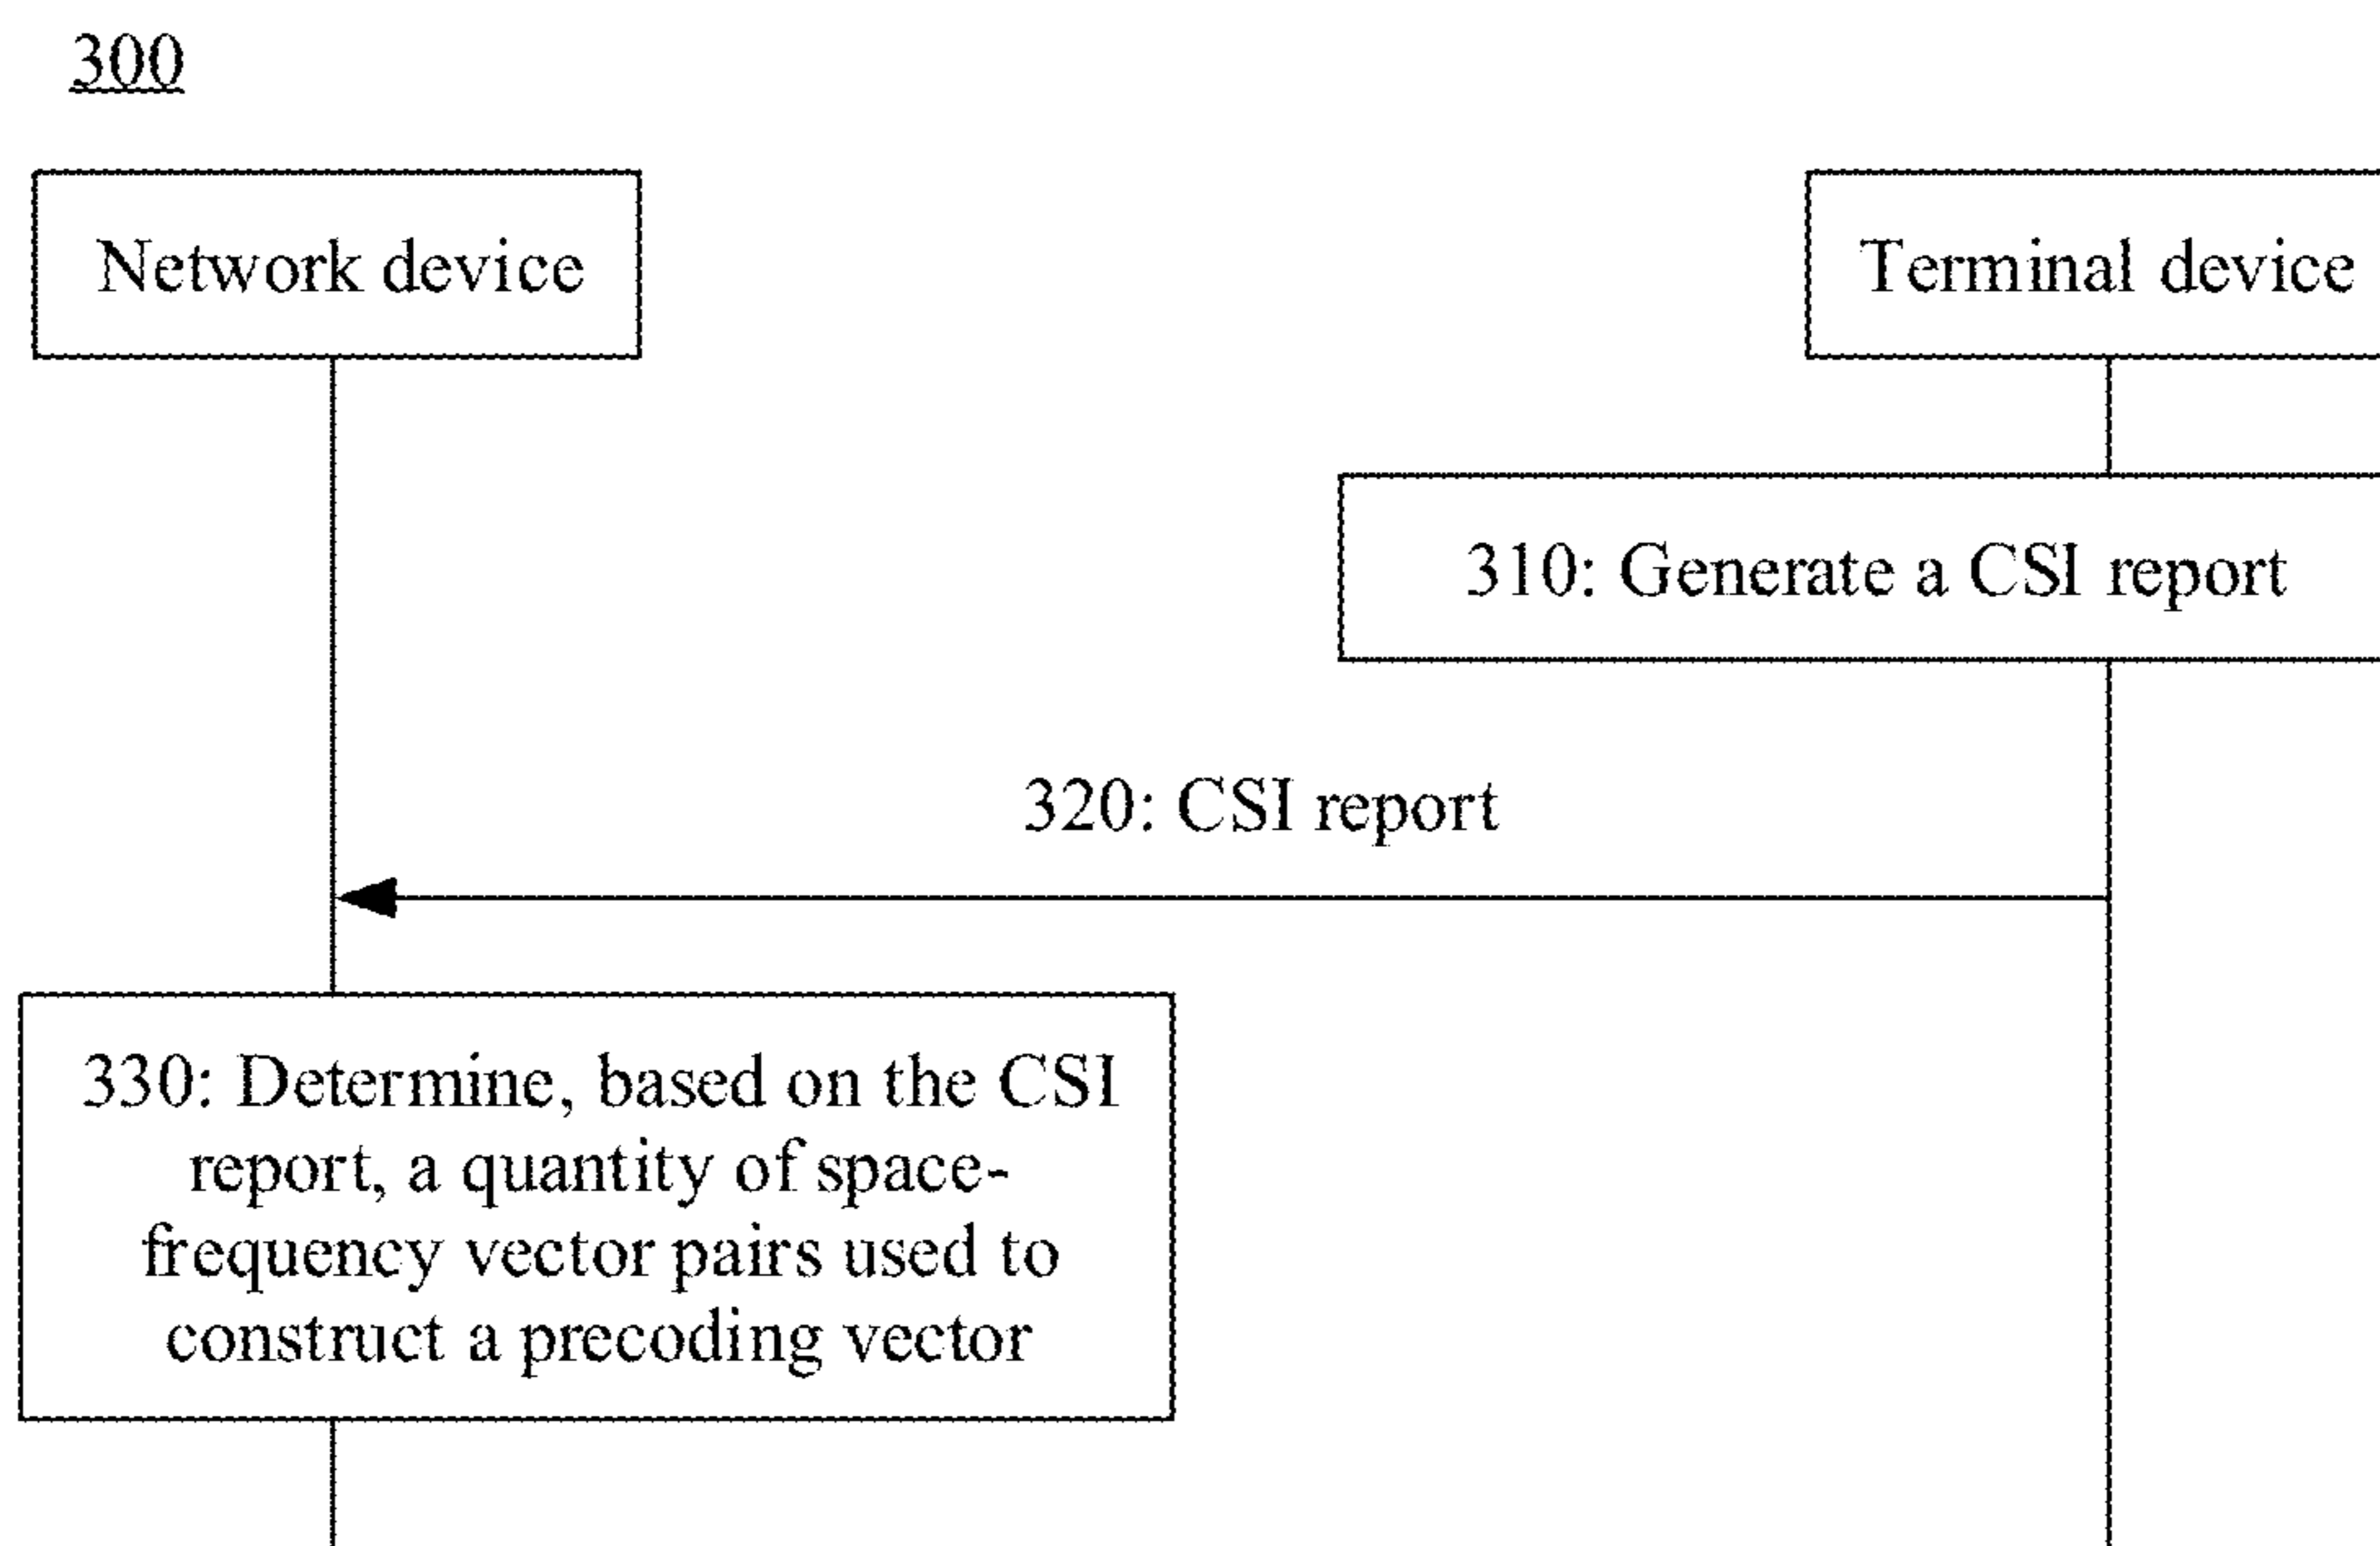 300
Network device
Terminal device
310: Generate a CSI report
320: CSI report
330: Determine, based on the CSI
report, a quantity of space-
frequency vector pairs used to
construct a precoding vector